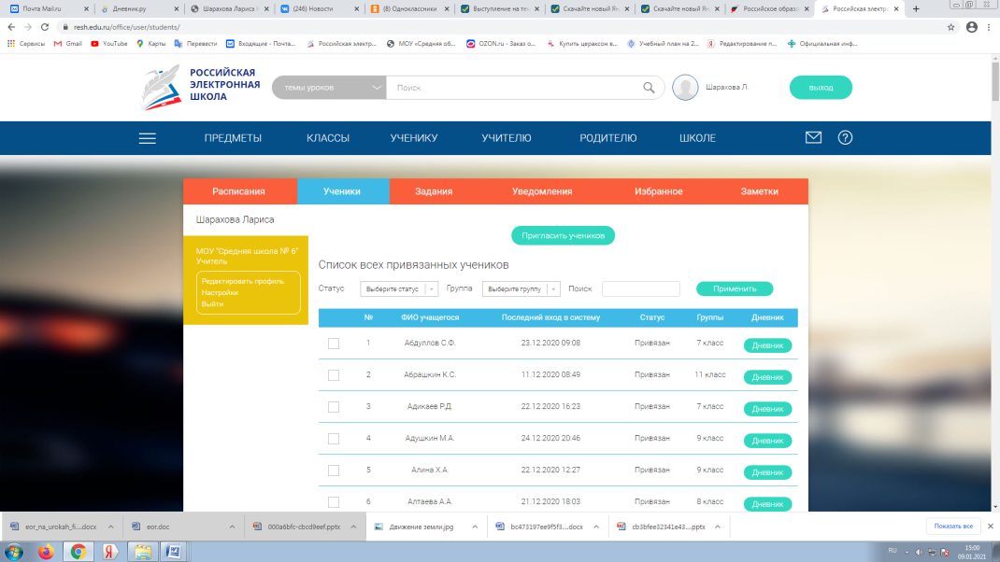 Почта Mail.ru
Дневник.ру
Шарахова Лариса Н
(246) Новости
(8) Одноклассники
Выступление на те
Скачайте новый Ян
Скачайте новый Ян
Российское образо
Российская электро
resh.edu.ru/office/user/students/
Сервисы
Gmail
YouTube
Карты
Перевести
Входящие - Почта...
Российская электр...
МОУ «Средняя об...
OZON.ru - Заказ о...
Купить цераксон в...
Учебный план на 2...
Редактирование п...
Официальная инф...
РОССИЙСКАЯ
ЭЛЕКТРОННАЯ
ШКОЛА
темы уроков
Поиск
Шарахова Л.
выход
ПРЕДМЕТЫ
КЛАССЫ
УЧЕНИКУ
УЧИТЕЛЮ
РОДИТЕЛЮ
ШКОЛЕ
Расписания
Ученики
Задания
Уведомления
Избранное
Заметки
Шарахова Лариса
МОУ "Средняя школа № 6"
Учитель
Редактировать профиль
Настройки
Выйти
Пригласить учеников
Список всех привязанных учеников
Статус
Выберите статус
Группа
Выберите группу
Поиск
Применить
№ ФИО учащегося Последний вход в систему Статус Группы Дневник
1 Абдуллов С.Ф. 23.12.2020 09:08 Привязан 7 класс Дневник
2 Абрашкин К.С. 11.12.2020 08:49 Привязан 11 класс Дневник
3 Адикаев Р.Д. 22.12.2020 16:23 Привязан 7 класс Дневник
4 Адушкин М.А. 24.12.2020 20:46 Привязан 9 класс Дневник
5 Алина Х.А. 22.12.2020 12:27 Привязан 9 класс Дневник
6 Алтаева А.А. 21.12.2020 18:03 Привязан 8 класс Дневник
eor_na_urokah_fi....docx
eor.doc
000a6bfc-cbcd9eef.pptx
Движение земли.jpg
bc473197ee9f5f3....docx
cb3bfee32341e43....pptx
Показать все
RU
15:00
09.01.2021